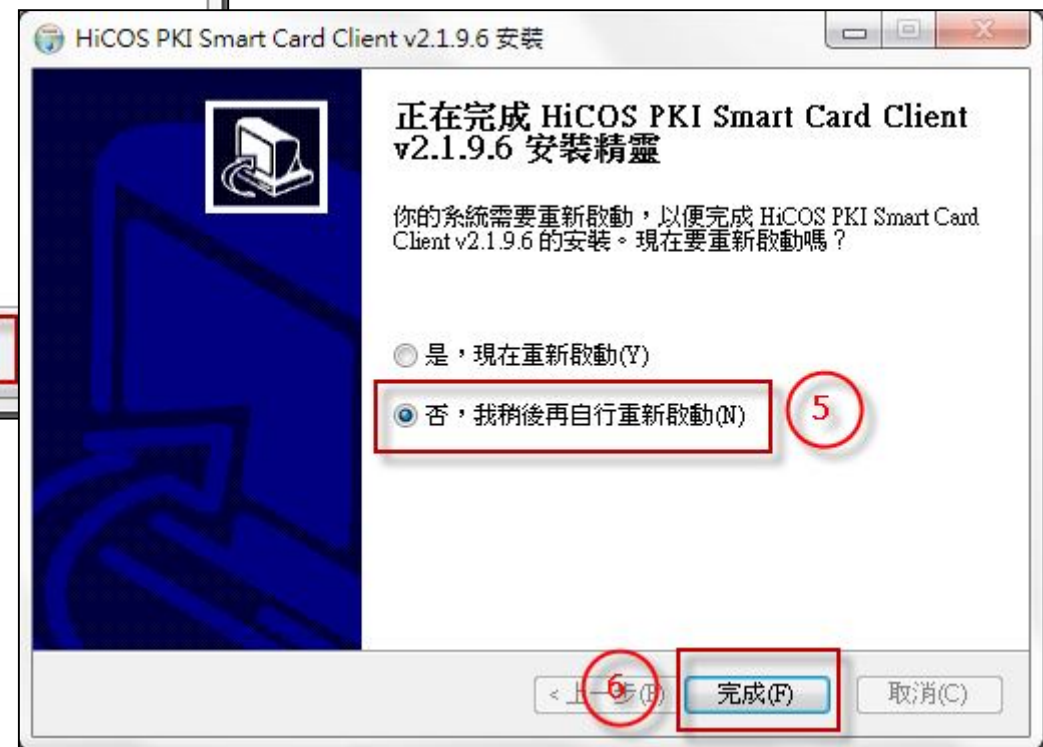 HiCOS PKI Smart Card Client v2.1.9.6 安裝
正在完成 HiCOS PKI Smart Card Client
v2.1.9.6 安裝精靈
你的系統需要重新啟動，以便完成 HiCOS PKI Smart Card
Client v2.1.9.6 的安裝。現在要重新啟動嗎？
是，現在重新啟動(Y)
否，我稍後再自行重新啟動(N)
5
6
<上一步(P) 完成(F) 取消(C)